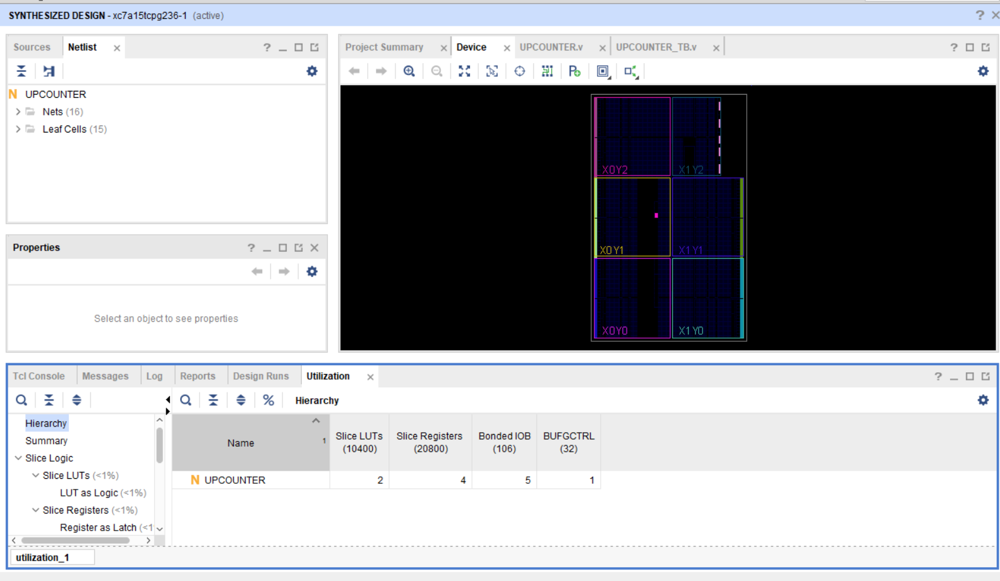 SYNTHESIZED DESIGN - xc7a15tcpg236-1 (active)
Sources Netlist
UPCOUNTER
Nets (16)
Leaf Cells (15)
Properties
Select an object to see properties
Project Summary Device UPCOUNTER.v UPCOUNTER_TB.v
X0Y2 X1Y2
X0Y1 X1Y1
X0Y0 X1Y0
Tcl Console Messages Log Reports Design Runs Utilization
Hierarchy
Hierarchy
Summary
Slice Logic
Slice LUTs (<1%)
LUT as Logic (<1%)
Slice Registers (<1%)
Register as Latch (<1
Name 1 Slice LUTs (10400) Slice Registers (20800) Bonded IOB (106) BUFGCTRL (32)
N UPCOUNTER 2 4 5 1
utilization_1